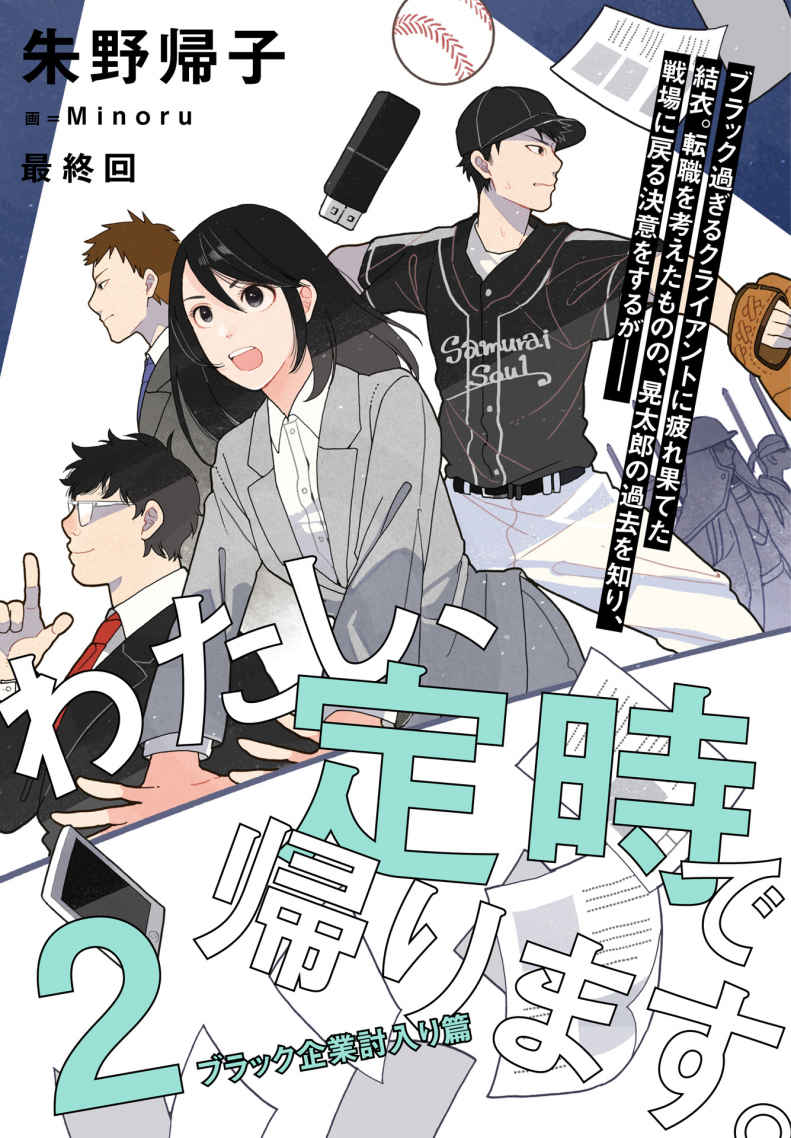 朱野帰子
画=Minoru
最終回
ブラック過ぎるクライアントに疲れ果てた
結衣。転職を考えたものの、晃太郎の過去を知り、
戦場に戻る決意をするが――
Samurai
Soul
わたし、
定時で
帰ります。
2
ブラック企業討入り篇